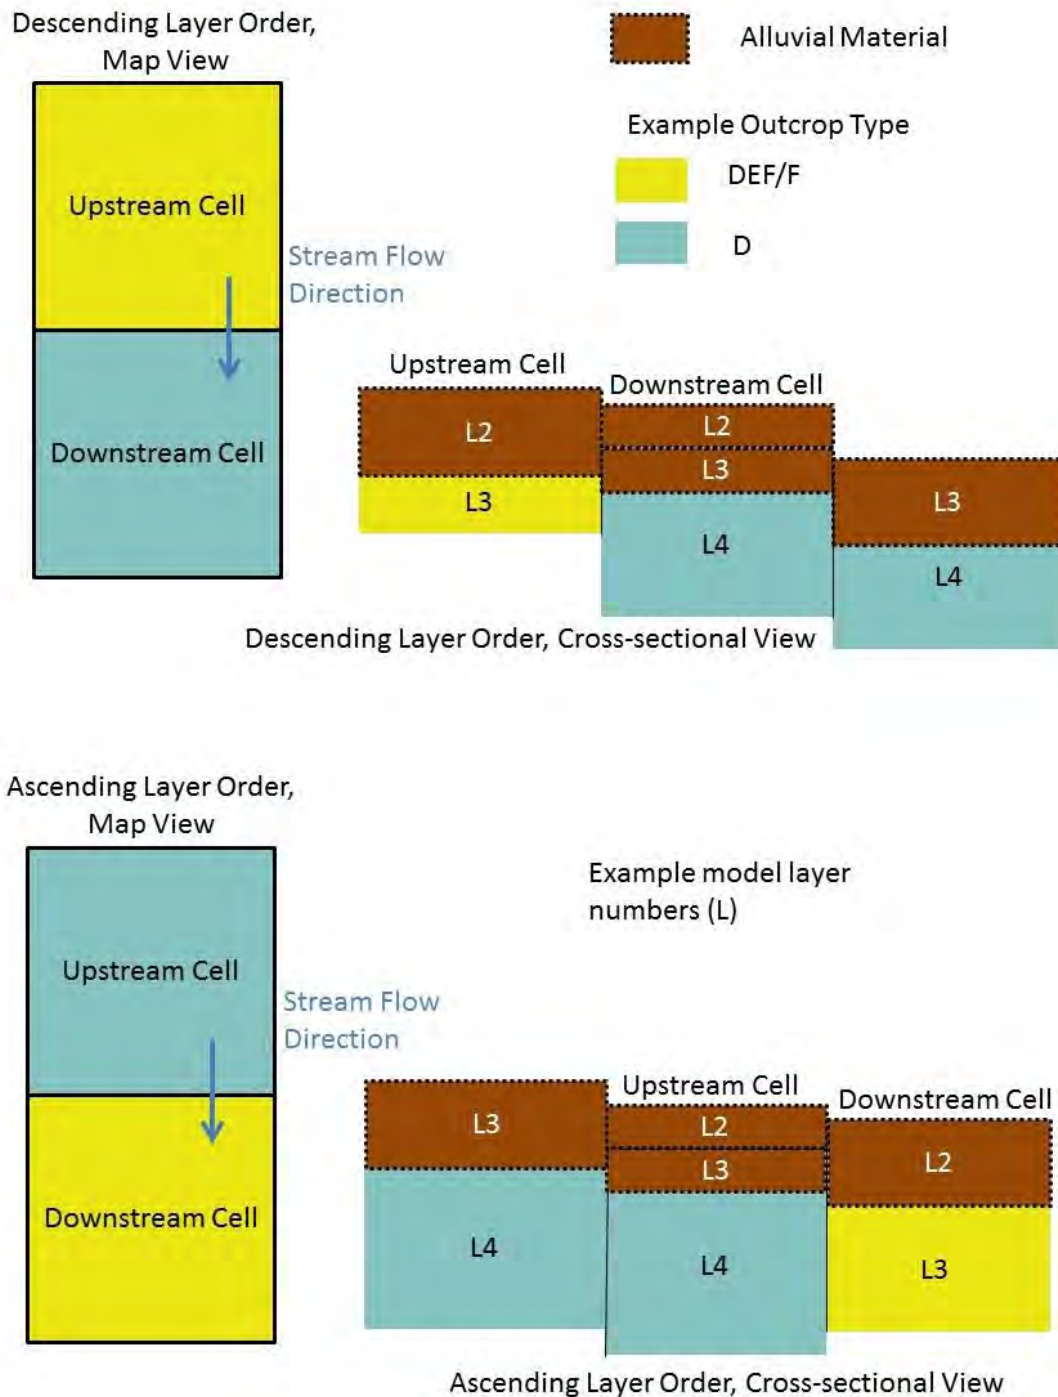 Descending Layer Order,
Map View
Alluvial Material
Example Outcrop Type
DEF/F
D
Upstream Cell
Stream Flow
Direction
Downstream Cell
Upstream Cell
Downstream Cell
L2
L3
L2
L3
L4
L3
L4
Descending Layer Order, Cross-sectional View
Ascending Layer Order,
Map View
Example model layer
numbers (L)
Upstream Cell
Stream Flow
Direction
Downstream Cell
Upstream Cell
Downstream Cell
L3
L4
L2
L3
L4
L2
L3
Ascending Layer Order, Cross-sectional View